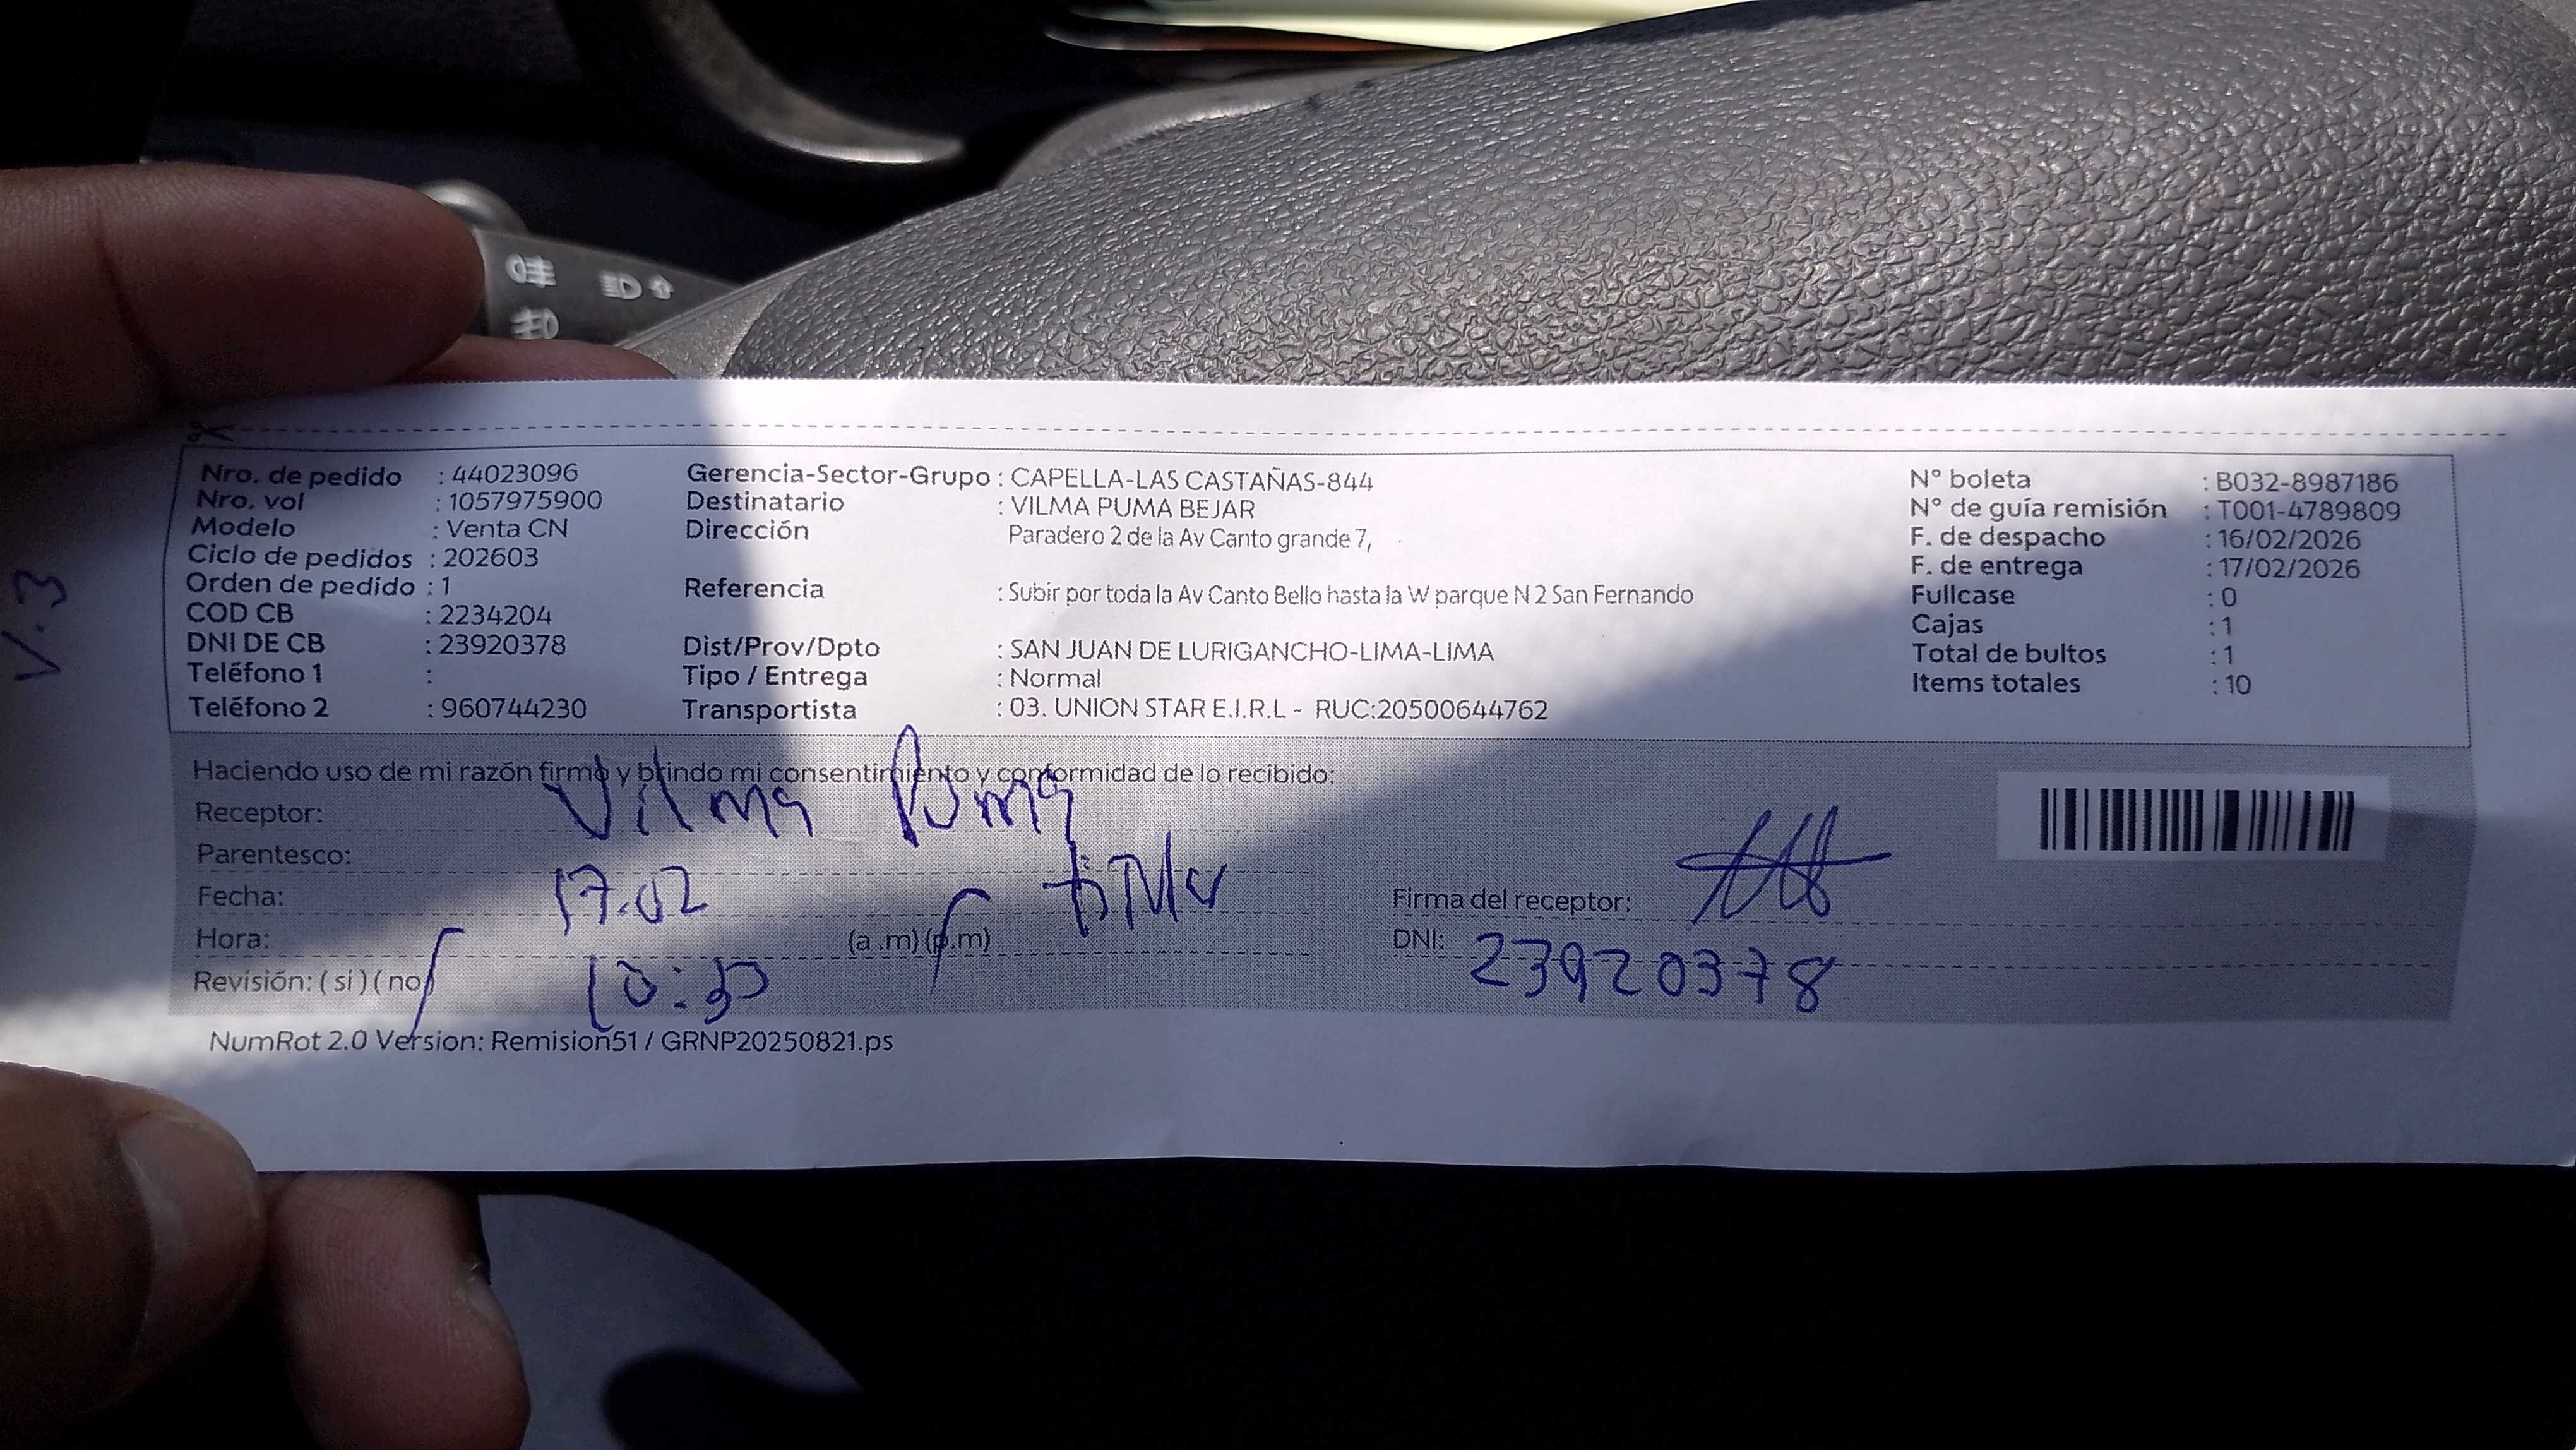 Nro. de pedido : 44023096
Nro. vol : 1057975900
Modelo : Venta CN
Ciclo de pedidos : 202603
Orden de pedido : 1
COD CB : 2234204
DNI DE CB : 23920378
Teléfono 1 :
Teléfono 2 : 960744230
Gerencia-Sector-Grupo : CAPELLA-LAS CASTAÑAS-844
Destinatario : VILMA PUMA BEJAR
Dirección Paradero 2 de la Av Canto grande 7,
Referencia : Subir por toda la Av Canto Bello hasta la W parque N 2 San Fernando
Dist/Prov/Dpto : SAN JUAN DE LURIGANCHO-LIMA-LIMA
Tipo / Entrega : Normal
Transportista : 03. UNION STAR E.I.R.L - RUC:20500644762
N° boleta : B032-8987186
N° de guía remisión : T001-4789809
F. de despacho : 16/02/2026
F. de entrega : 17/02/2026
Fullcase : 0
Cajas : 1
Total de bultos : 1
Items totales : 10
V.3
Haciendo uso de mi razón firmo y brindo mi consentimiento y conformidad de lo recibido:
Receptor: Vilma Puma
Parentesco:
Fecha: 17.02
Hora: (a .m) (p.m)
Revisión: ( si ) ( no ) 10:30
Firma del receptor:
DNI: 23920378
NumRot 2.0 Version: Remision51 / GRNP20250821.ps